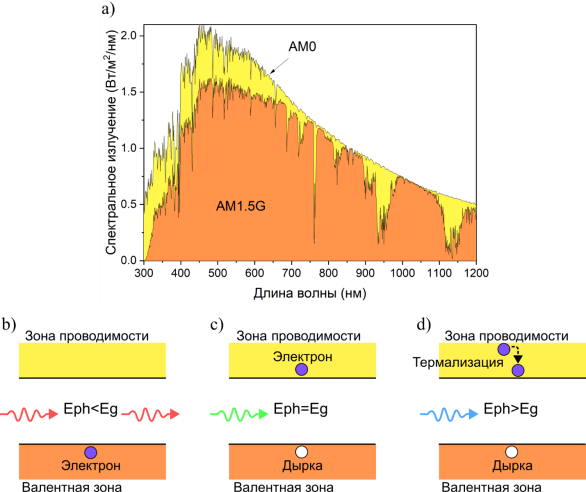 a)
Спектральное излучение (Вт/м²/нм)
2.0
1.5
1.0
0.5
0.0
AM0
AM1.5G
300 400 500 600 700 800 900 1000 1100 1200
Длина волны (нм)
b)
Зона проводимости
Eph<Eg
Электрон
Валентная зона
c)
Зона проводимости
Электрон
Eph=Eg
Дырка
Валентная зона
d)
Зона проводимости
Термализация
Eph>Eg
Дырка
Валентная зона